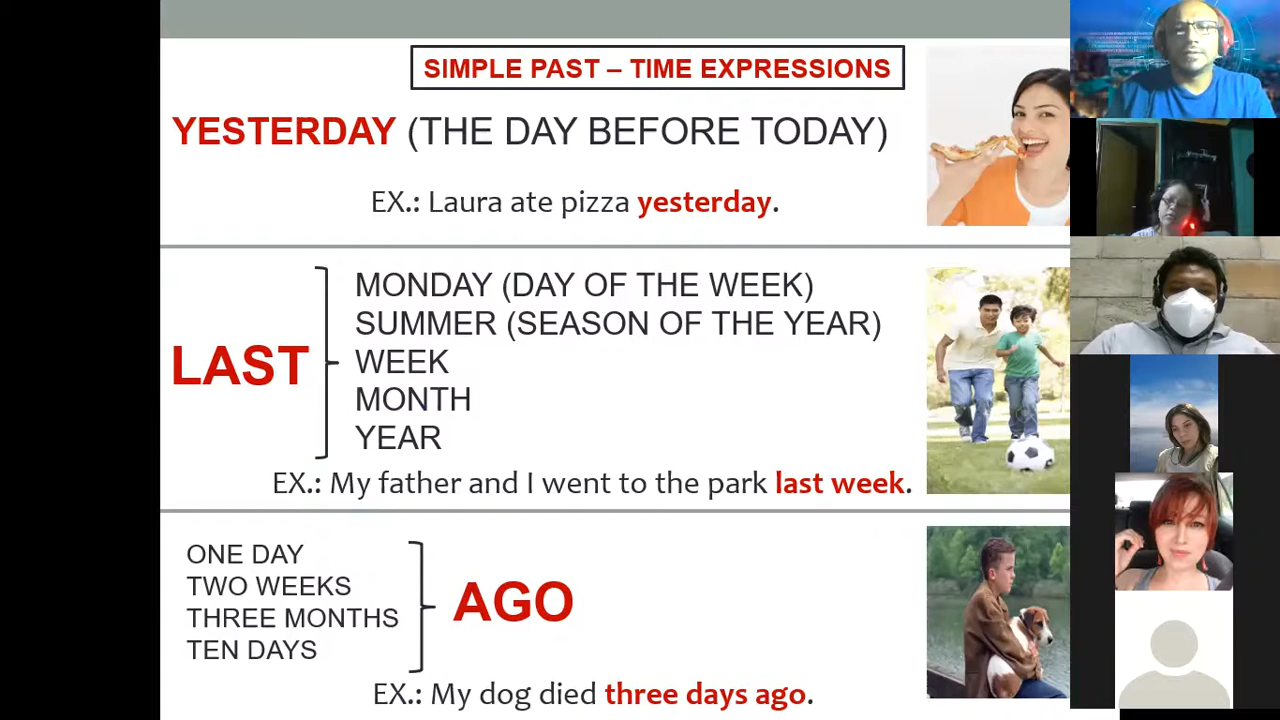 SIMPLE PAST – TIME EXPRESSIONS
YESTERDAY (THE DAY BEFORE TODAY)
EX.: Laura ate pizza yesterday.
LAST
MONDAY (DAY OF THE WEEK)
SUMMER (SEASON OF THE YEAR)
WEEK
MONTH
YEAR
EX.: My father and I went to the park last week.
ONE DAY
TWO WEEKS
THREE MONTHS
TEN DAYS
AGO
EX.: My dog died three days ago.